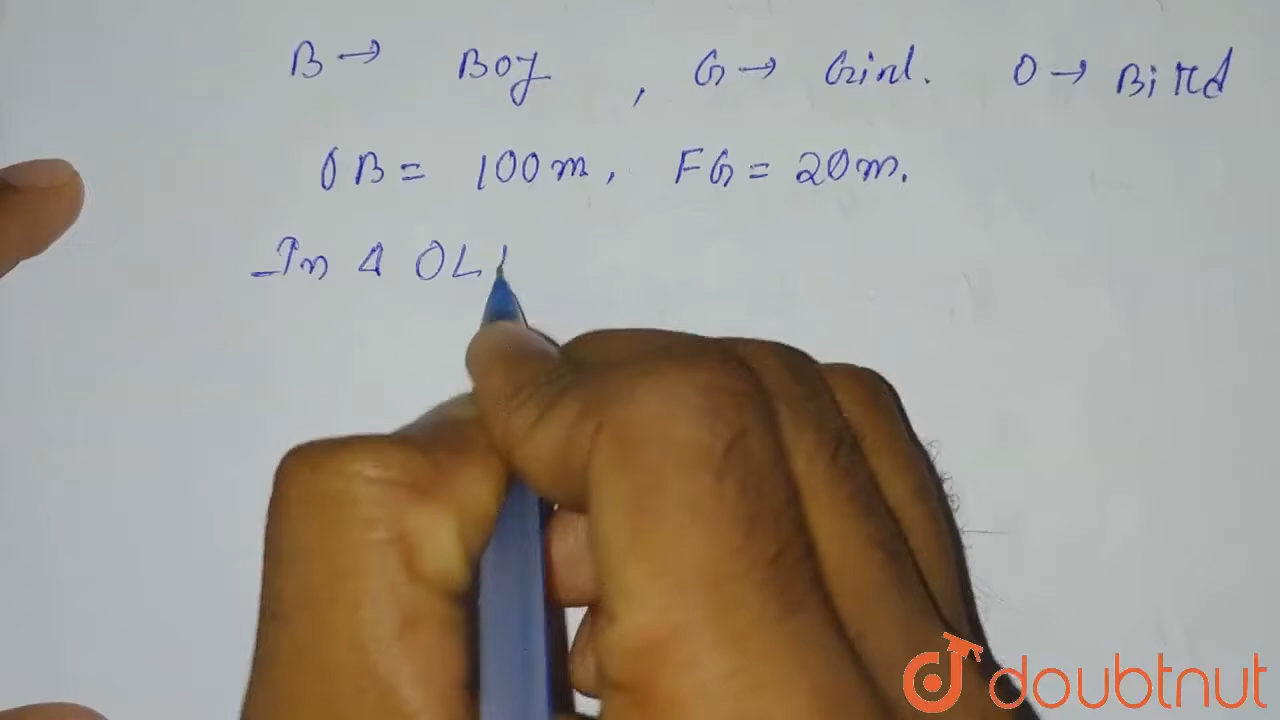 B → Boy , G → Girl. O → Bird
OB = 100m, FG = 20m.
In Δ OL
doubtnut